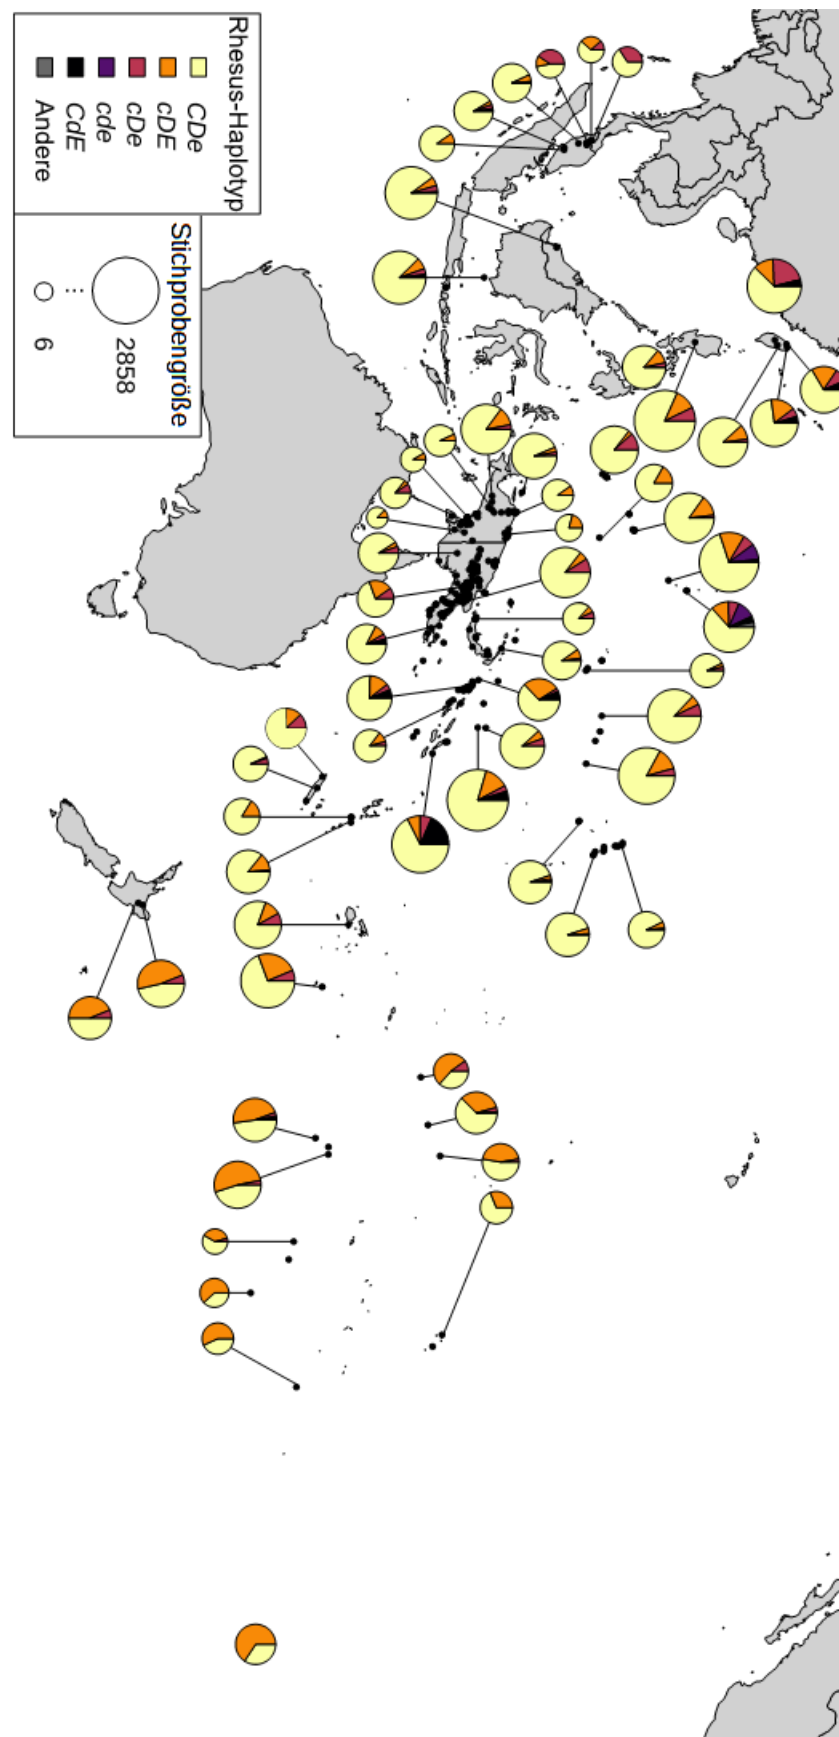 Rhesus-Haplotyp
CDe
cDE
cDe
cde
CdE
Andere
Stichprobengröße
2858
6